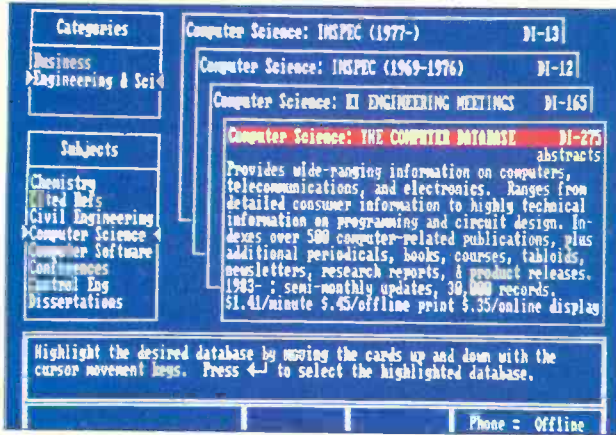 Categories
Business
Engineering & Sci
Subjects
Chemistry
Cited Refs
Civil Engineering
Computer Science
Computer Software
Conferences
Control Eng
Dissertations
Computer Science: INSPEC (1977-) DI-13
Computer Science: INSPEC (1969-1976) DI-12
Computer Science: EI ENGINEERING MEETINGS DI-165
Computer Science: THE COMPUTER DATABASE DI-275
abstracts
Provides wide-ranging information on computers,
telecommunications, and electronics. Ranges from
detailed consumer information to highly technical
information on programming and circuit design. In-
dexes over 500 computer-related publications, plus
additional periodicals, books, courses, tabloids,
newsletters, research reports, & product releases.
1983- ; semi-monthly updates, 30,000 records.
$1.41/minute $.45/offline print $.35/online display
Highlight the desired database by moving the cards up and down with the
cursor movement keys. Press ↵ to select the highlighted database.
Phone = Offline